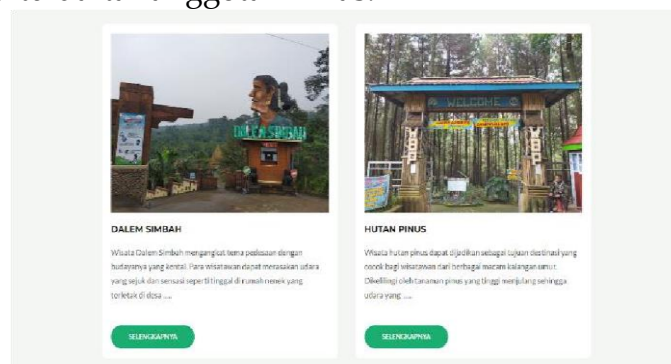 DALEM SIMBAH
WELCOME
DALEM SIMBAH
Wisata Dalem Simbah mengangkat tema pedesaan dengan
budayanya yang kental. Para wisatawan dapat merasakan udara
yang sejuk dan sensasi seperti tinggal di rumah nenek yang
terletak di desa .....
SELENGKAPNYA
HUTAN PINUS
Wisata hutan pinus dapat dijadikan sebagai tujuan destinasi yang
cocok bagi wisatawan dari berbagai macam kalangan umur.
Dikelilingi oleh tanaman pinus yang tinggi menjulang sehingga
udara yang .....
SELENGKAPNYA